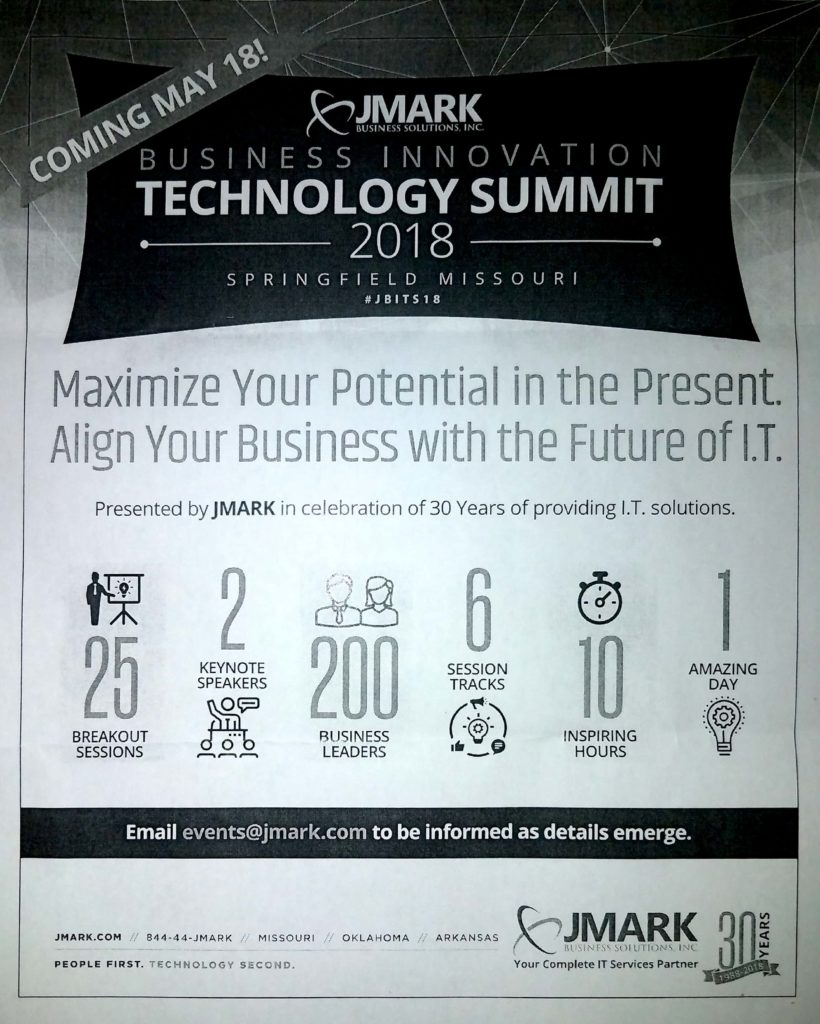 COMING MAY 18!
JMARK
BUSINESS SOLUTIONS, INC.
BUSINESS INNOVATION
TECHNOLOGY SUMMIT
2018
SPRINGFIELD MISSOURI
#JBITS18
Maximize Your Potential in the Present.
Align Your Business with the Future of I.T.
Presented by JMARK in celebration of 30 Years of providing I.T. solutions.
25
BREAKOUT
SESSIONS
2
KEYNOTE
SPEAKERS
200
BUSINESS
LEADERS
6
SESSION
TRACKS
10
INSPIRING
HOURS
1
AMAZING
DAY
Email events@jmark.com to be informed as details emerge.
JMARK.COM // 844-44-JMARK // MISSOURI // OKLAHOMA // ARKANSAS
PEOPLE FIRST. TECHNOLOGY SECOND.
JMARK
BUSINESS SOLUTIONS, INC.
Your Complete IT Services Partner
30 YEARS
1988-2018